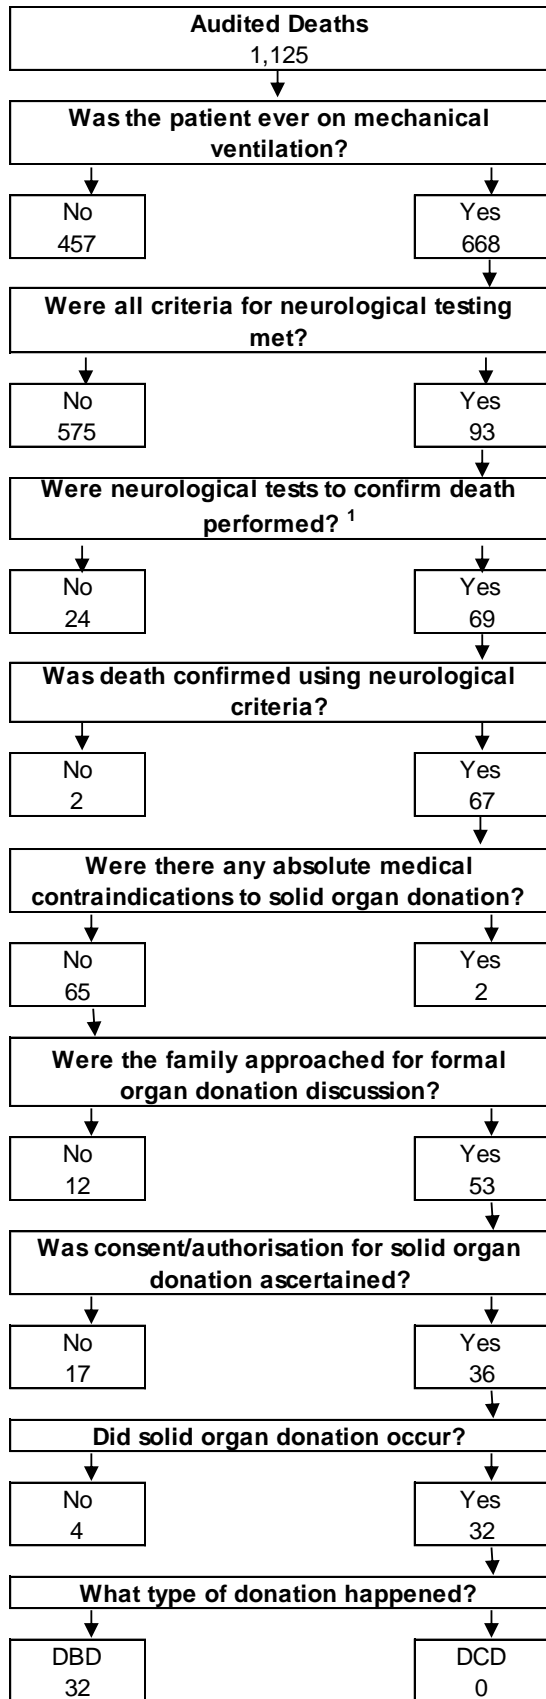 Audited Deaths
1,125
Was the patient ever on mechanical
ventilation?
No
457
Yes
668
Were all criteria for neurological testing
met?
No
575
Yes
93
Were neurological tests to confirm death
performed? 1
No
24
Yes
69
Was death confirmed using neurological
criteria?
No
2
Yes
67
Were there any absolute medical
contraindications to solid organ donation?
No
65
Yes
2
Were the family approached for formal
organ donation discussion?
No
12
Yes
53
Was consent/authorisation for solid organ
donation ascertained?
No
17
Yes
36
Did solid organ donation occur?
No
4
Yes
32
What type of donation happened?
DBD
32
DCD
0